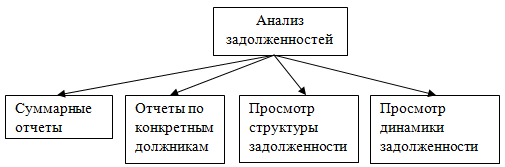 Анализ
задолженностей
Суммарные
отчеты
Отчеты по
конкретным
должникам
Просмотр
структуры
задолженности
Просмотр
динамики
задолженности